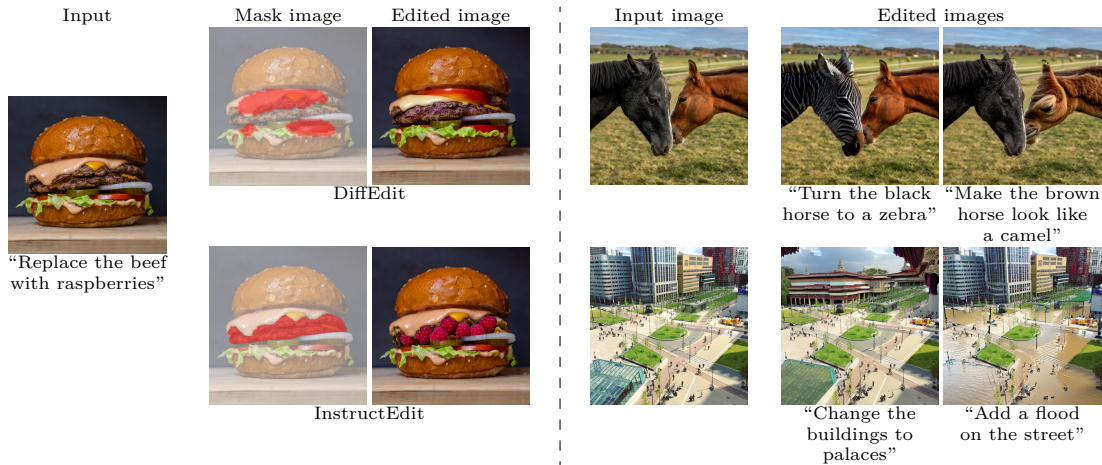 Input
Mask image
Edited image
DiffEdit
“Replace the beef
with raspberries”
InstructEdit
Input image
Edited images
“Turn the black
horse to a zebra”
“Make the brown
horse look like
a camel”
“Change the
buildings to
palaces”
“Add a flood
on the street”